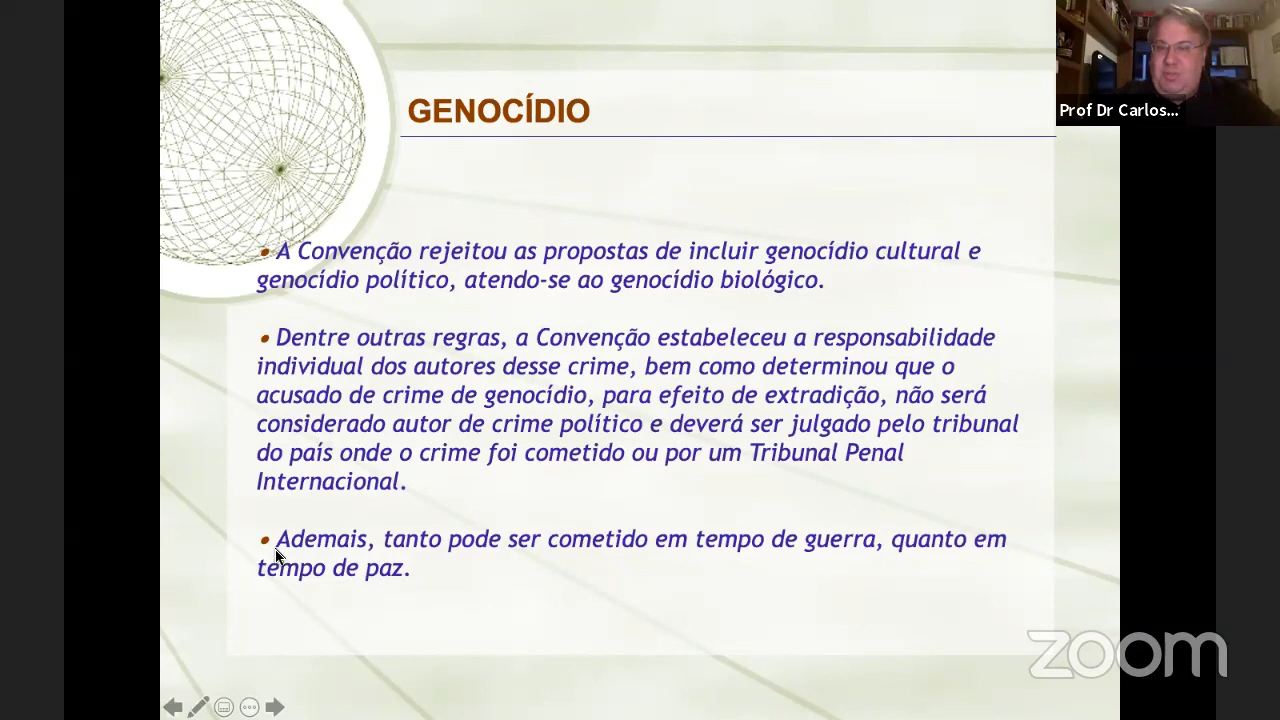 GENOCÍDIO
Prof Dr Carlos...
• A Convenção rejeitou as propostas de incluir genocídio cultural e
genocídio político, atendo-se ao genocídio biológico.
• Dentre outras regras, a Convenção estabeleceu a responsabilidade
individual dos autores desse crime, bem como determinou que o
acusado de crime de genocídio, para efeito de extradição, não será
considerado autor de crime político e deverá ser julgado pelo tribunal
do país onde o crime foi cometido ou por um Tribunal Penal
Internacional.
• Ademais, tanto pode ser cometido em tempo de guerra, quanto em
tempo de paz.
zoom